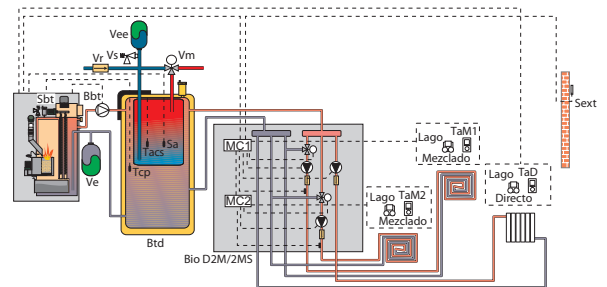 Vee
Vs
Vm
Vr
Sbt
Bbt
Sext
TaM1
Lago
MC1
Mezclado
Tacs
Sa
TaD
Lago
Tcp
Directo
Ve
MC2
Lago
TaM2
Mezclado
Btd
Bio D2M/2MS